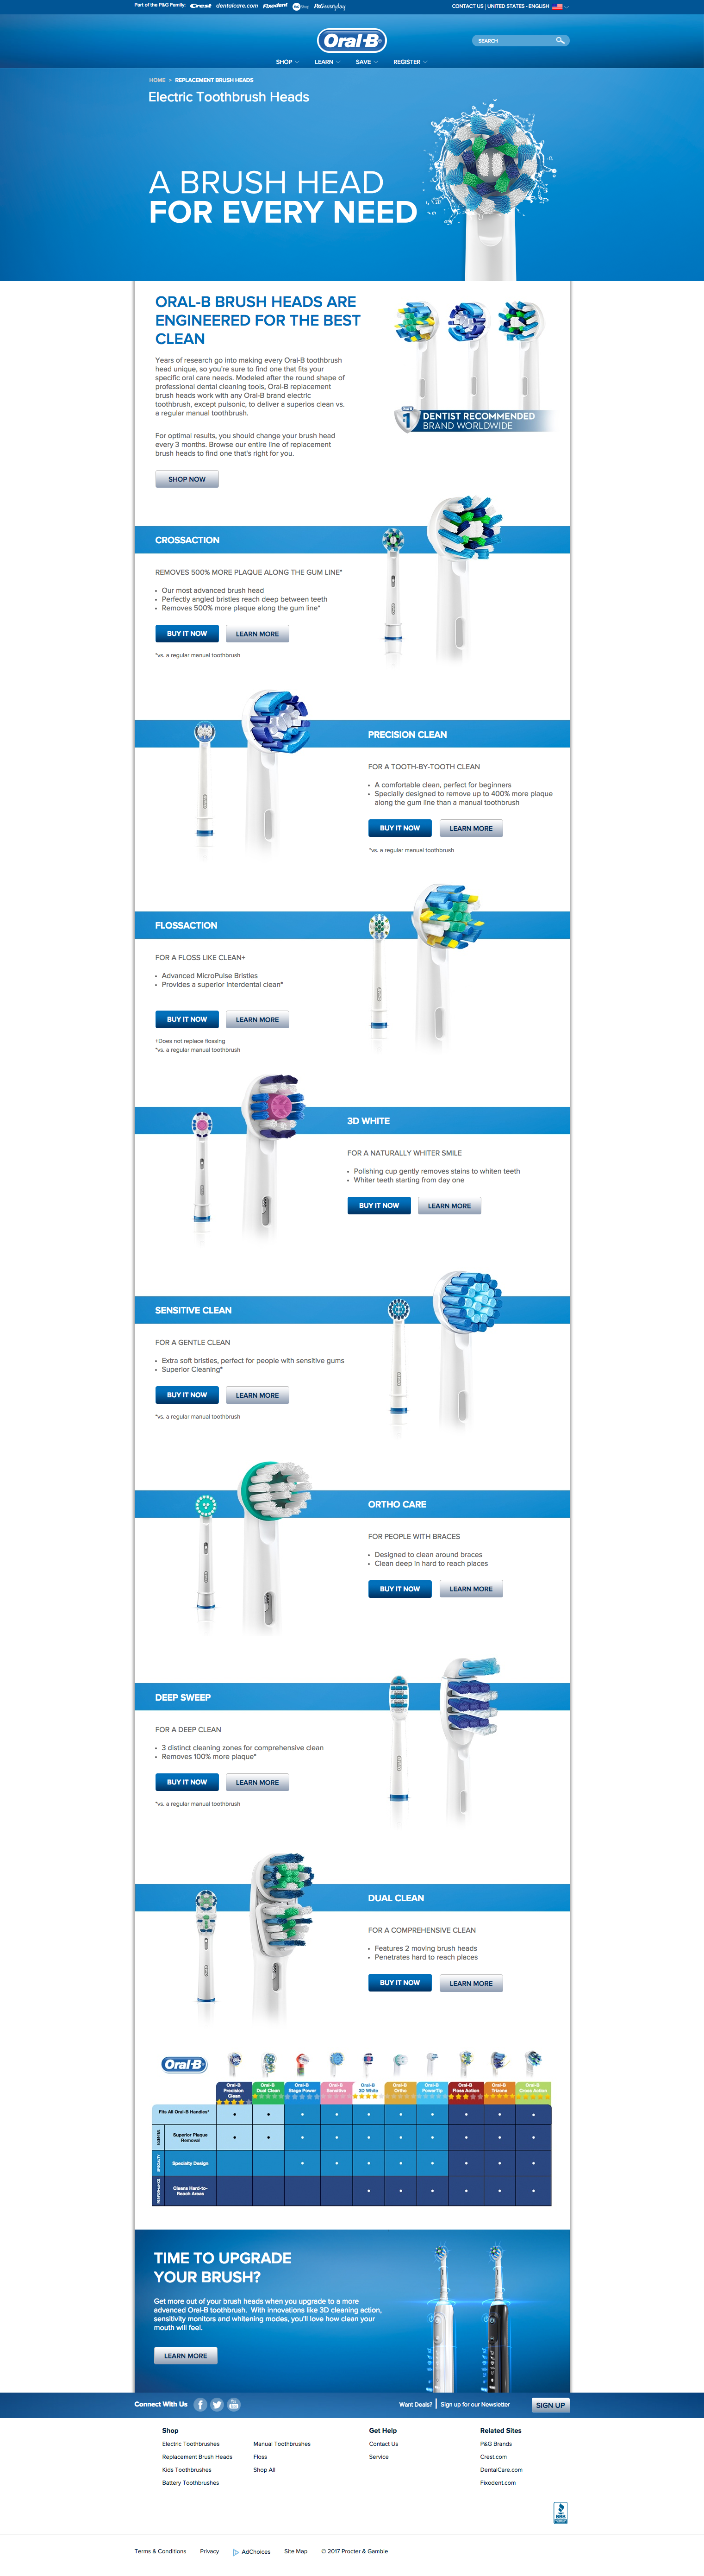 Part of the P&G Family: Crest dentalcare.com Fixodent P&Geveryday
CONTACT US | UNITED STATES - ENGLISH
Oral-B
SEARCH
SHOP LEARN SAVE REGISTER
HOME > REPLACEMENT BRUSH HEADS
Electric Toothbrush Heads
A BRUSH HEAD
FOR EVERY NEED
ORAL-B BRUSH HEADS ARE
ENGINEERED FOR THE BEST
CLEAN
Years of research go into making every Oral-B toothbrush
head unique, so you're sure to find one that fits your
specific oral care needs. Modeled after the round shape of
professional dental cleaning tools, Oral-B replacement
brush heads work with any Oral-B brand electric
toothbrush, except pulsonic, to deliver a superios clean vs.
a regular manual toothbrush.
For optimal results, you should change your brush head
every 3 months. Browse our entire line of replacement
brush heads to find one that's right for you.
SHOP NOW
1 DENTIST RECOMMENDED
BRAND WORLDWIDE
CROSSACTION
REMOVES 500% MORE PLAQUE ALONG THE GUM LINE*
• Our most advanced brush head
• Perfectly angled bristles reach deep between teeth
• Removes 500% more plaque along the gum line*
BUY IT NOW LEARN MORE
*vs. a regular manual toothbrush
PRECISION CLEAN
FOR A TOOTH-BY-TOOTH CLEAN
• A comfortable clean, perfect for beginners
• Specially designed to remove up to 400% more plaque
along the gum line than a manual toothbrush
BUY IT NOW LEARN MORE
*vs. a regular manual toothbrush
FLOSSACTION
FOR A FLOSS LIKE CLEAN+
• Advanced MicroPulse Bristles
• Provides a superior interdental clean*
BUY IT NOW LEARN MORE
+Does not replace flossing
*vs. a regular manual toothbrush
3D WHITE
FOR A NATURALLY WHITER SMILE
• Polishing cup gently removes stains to whiten teeth
• Whiter teeth starting from day one
BUY IT NOW LEARN MORE
SENSITIVE CLEAN
FOR A GENTLE CLEAN
• Extra soft bristles, perfect for people with sensitive gums
• Superior Cleaning*
BUY IT NOW LEARN MORE
*vs. a regular manual toothbrush
ORTHO CARE
FOR PEOPLE WITH BRACES
• Designed to clean around braces
• Clean deep in hard to reach places
BUY IT NOW LEARN MORE
DEEP SWEEP
FOR A DEEP CLEAN
• 3 distinct cleaning zones for comprehensive clean
• Removes 100% more plaque*
BUY IT NOW LEARN MORE
*vs. a regular manual toothbrush
DUAL CLEAN
FOR A COMPREHENSIVE CLEAN
• Features 2 moving brush heads
• Penetrates hard to reach places
BUY IT NOW LEARN MORE
Oral-B
Oral-B Precision Clean
Oral-B Dual Clean
Oral-B Stage Power
Oral-B Sensitive
Oral-B 3D White
Oral-B Ortho
Oral-B PowerTip
Oral-B Floss Action
Oral-B Trizone
Oral-B Cross Action
Fits All Oral-B Handles*
Superior Plaque
Removal
SPECIALTY
Specialty Design
PERFORMANCE
Cleans Hard-to-
Reach Areas
TIME TO UPGRADE
YOUR BRUSH?
Get more out of your brush heads when you upgrade to a more
advanced Oral-B toothbrush. With innovations like 3D cleaning action,
sensitivity monitors and whitening modes, you'll love how clean your
mouth will feel.
LEARN MORE
Connect With Us
Want Deals? | Sign up for our Newsletter SIGN UP
Shop
Electric Toothbrushes
Replacement Brush Heads
Kids Toothbrushes
Battery Toothbrushes
Manual Toothbrushes
Floss
Shop All
Get Help
Contact Us
Service
Related Sites
P&G Brands
Crest.com
DentalCare.com
Fixodent.com
BBB
Terms & Conditions Privacy AdChoices Site Map © 2017 Procter & Gamble